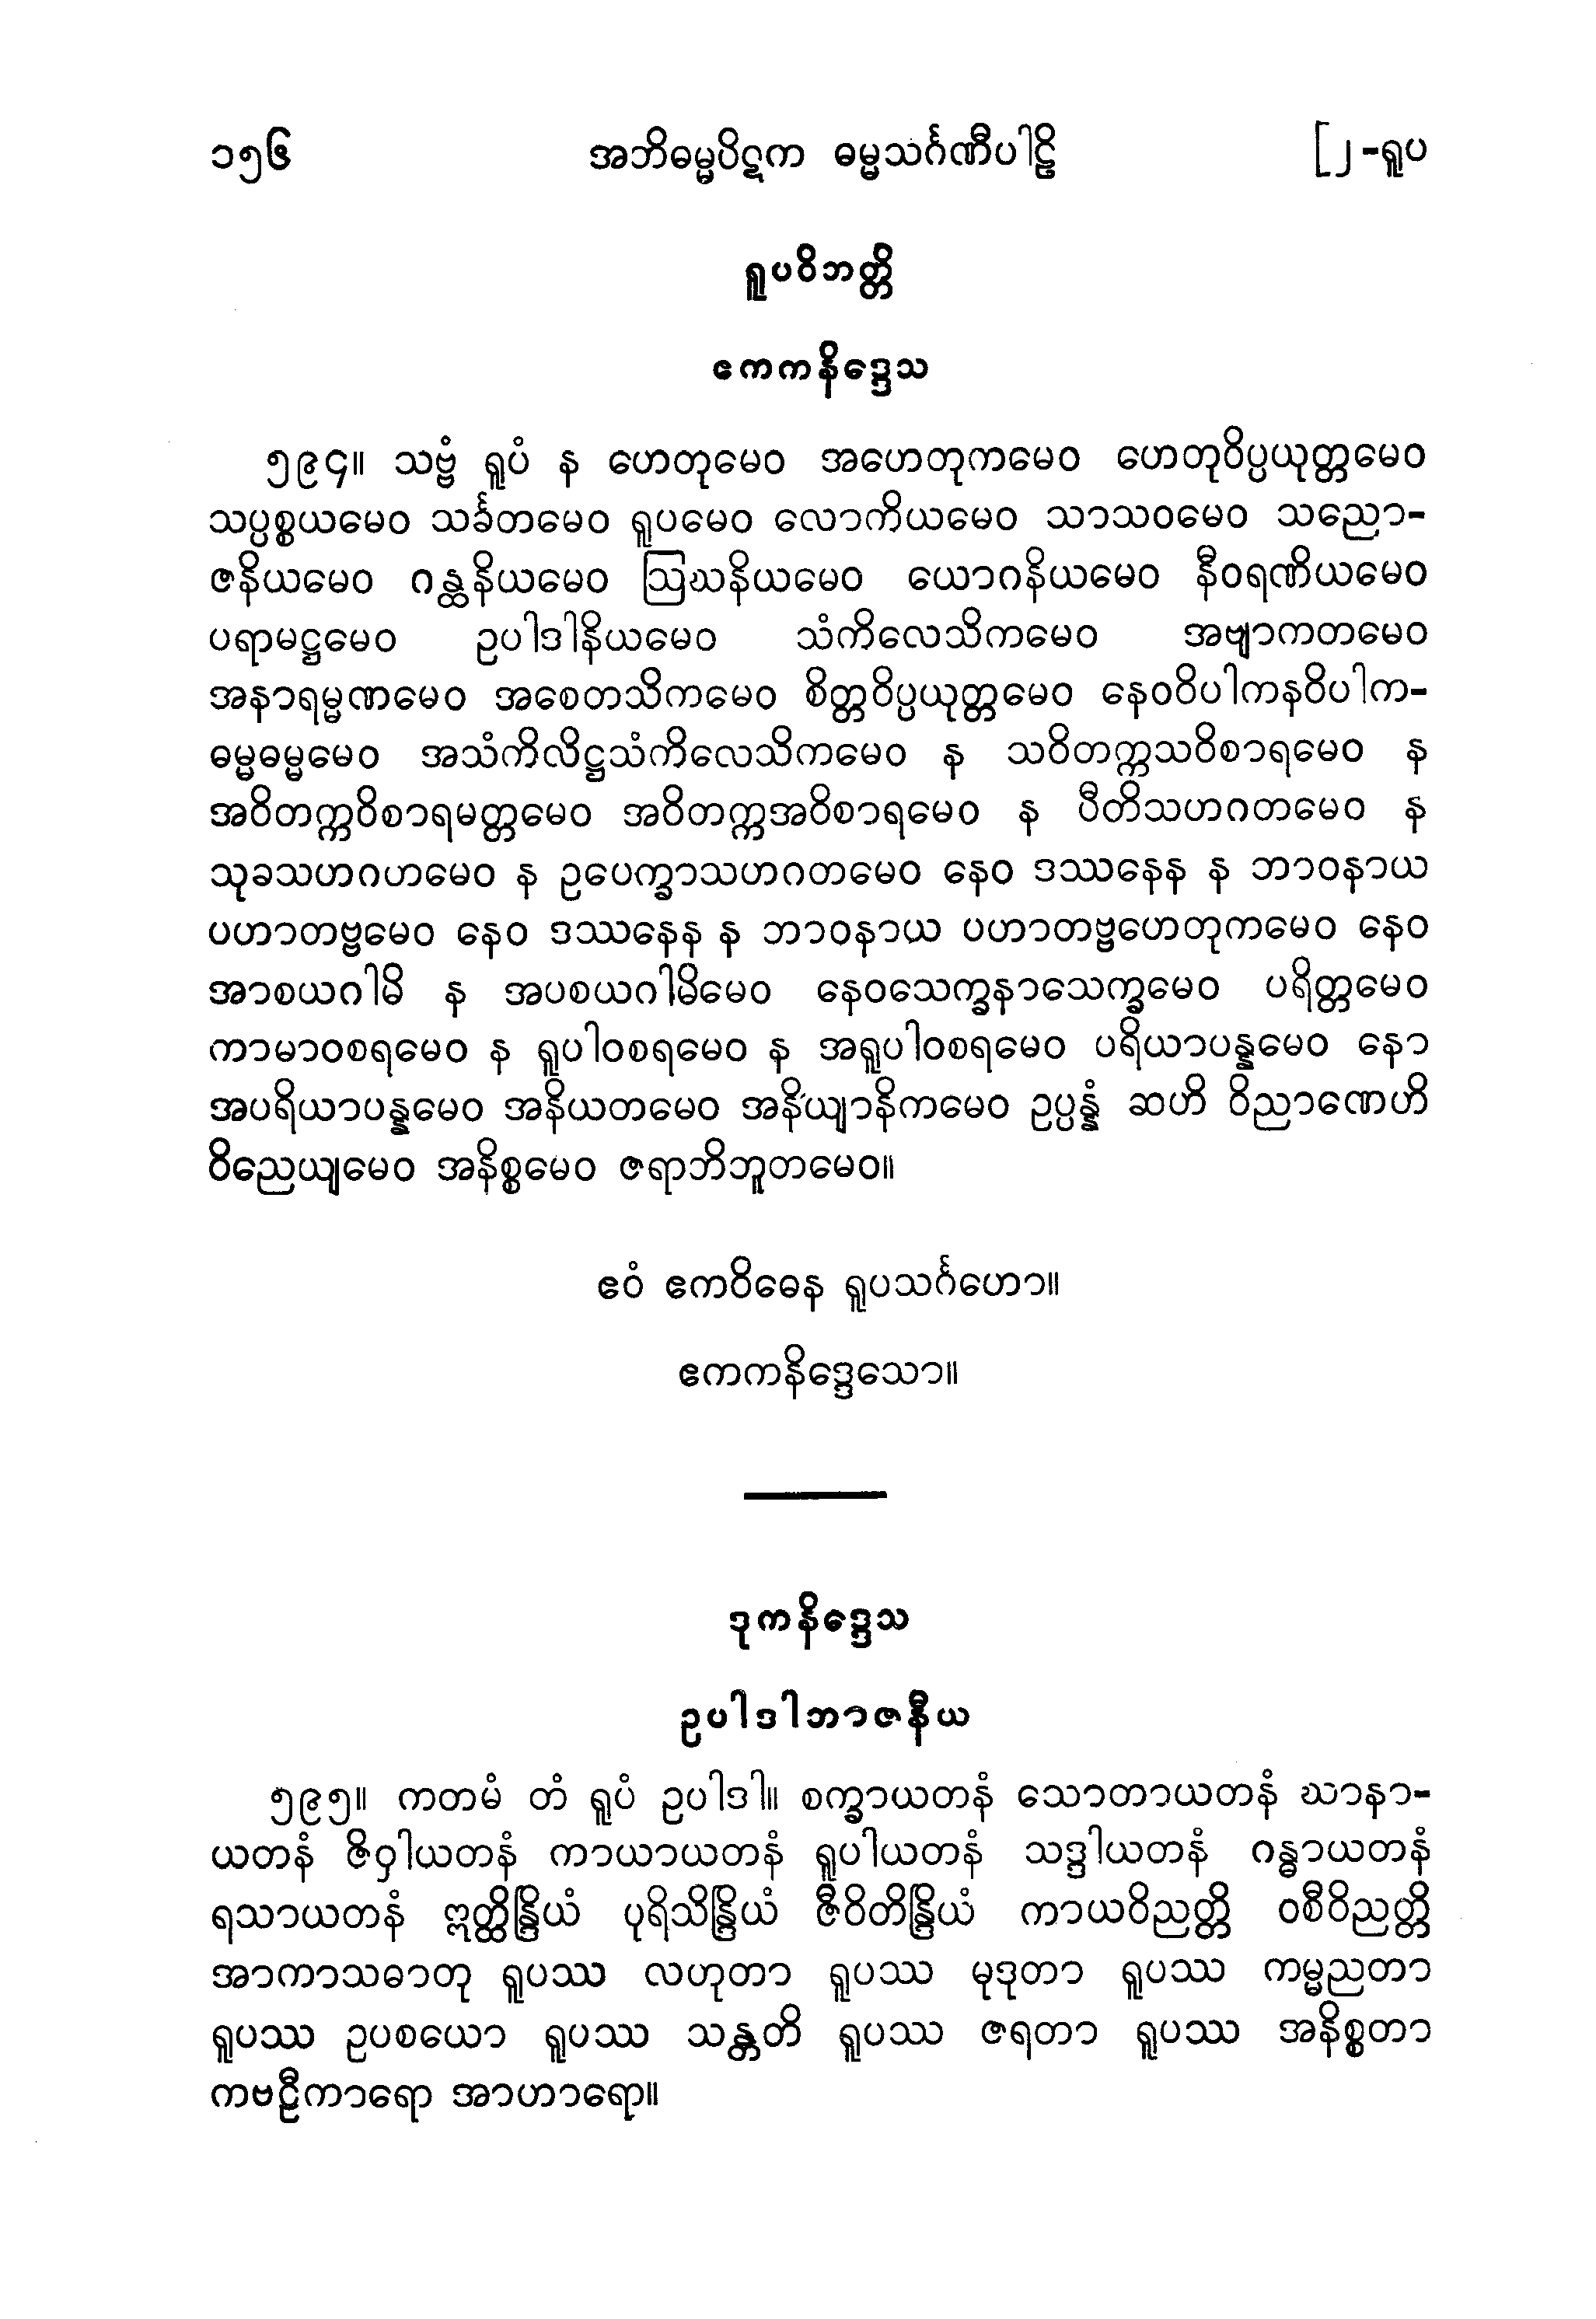 ၁၅၆ အဘိဓမ္မပိဋက ဓမ္မသင်္ဂဏီပါဠိ [၂-ရူပ
ရူပဝိဘတ္တိ
ဧကကနိဒ္ဒေသ
၅၉၄။ သဗ္ဗံ ရူပံ န ဟေတုမေဝ အဟေတုကမေဝ ဟေတုဝိပ္ပယုတ္တမေဝ
သပ္ပစ္စယမေဝ သင်္ခတမေဝ ရူပမေဝ လောကိယမေဝ သာသဝမေဝ သညော-
ဇနိယမေဝ ဂန္ထနိယမေဝ ဩဃနိယမေဝ ယောဂနိယမေဝ နီဝရဏိယမေဝ
ပရာမဋ္ဌမေဝ ဥပါဒါနိယမေဝ သံကိလေသိကမေဝ အဗျာကတမေဝ
အနာရမ္မဏမေဝ အစေတသိကမေဝ စိတ္တဝိပ္ပယုတ္တမေဝ နေဝဝိပါကနဝိပါက-
ဓမ္မဓမ္မမေဝ အသံကိလိဋ္ဌသံကိလေသိကမေဝ န သဝိတက္ကသဝိစာရမေဝ န
အဝိတက္ကဝိစာရမတ္တမေဝ အဝိတက္ကအဝိစာရမေဝ န ပီတိသဟဂတမေဝ န
သုခသဟဂဟမေဝ န ဥပေက္ခာသဟဂတမေဝ နေဝ ဒဿနေန န ဘာဝနာယ
ပဟာတဗ္ဗမေဝ နေဝ ဒဿနေန န ဘာဝနာယ ပဟာတဗ္ဗဟေတုကမေဝ နေဝ
အာစယဂါမိ န အပစယဂါမိမေဝ နေဝသေက္ခနာသေက္ခမေဝ ပရိတ္တမေဝ
ကာမာဝစရမေဝ န ရူပါဝစရမေဝ န အရူပါဝစရမေဝ ပရိယာပန္နမေဝ နော
အပရိယာပန္နမေဝ အနိယတမေဝ အနိယျာနိကမေဝ ဥပ္ပန္နံ ဆဟိ ဝိညာဏေဟိ
ဝိညေယျမေဝ အနိစ္စမေဝ ဇရာဘိဘူတမေဝ။
ဧဝံ ဧကဝိဓေန ရူပသင်္ဂဟော။
ဧကကနိဒ္ဒေသော။
ဒုကနိဒ္ဒေသ
ဥပါဒါဘာဇနီယ
၅၉၅။ ကတမံ တံ ရူပံ ဥပါဒါ။ စက္ခာယတနံ သောတာယတနံ ဃာနာ-
ယတနံ ဇိဝှါယတနံ ကာယာယတနံ ရူပါယတနံ သဒ္ဒါယတနံ ဂန္ဓာယတနံ
ရသာယတနံ ဣတ္ထိန္ဒြိယံ ပုရိသိန္ဒြိယံ ဇီဝိတိန္ဒြိယံ ကာယဝိညတ္တိ ဝစီဝိညတ္တိ
အာကာသဓာတု ရူပဿ လဟုတာ ရူပဿ မုဒုတာ ရူပဿ ကမ္မညတာ
ရူပဿ ဥပစယော ရူပဿ သန္တတိ ရူပဿ ဇရတာ ရူပဿ အနိစ္စတာ
ကဗဠီကာရော အာဟာရော။